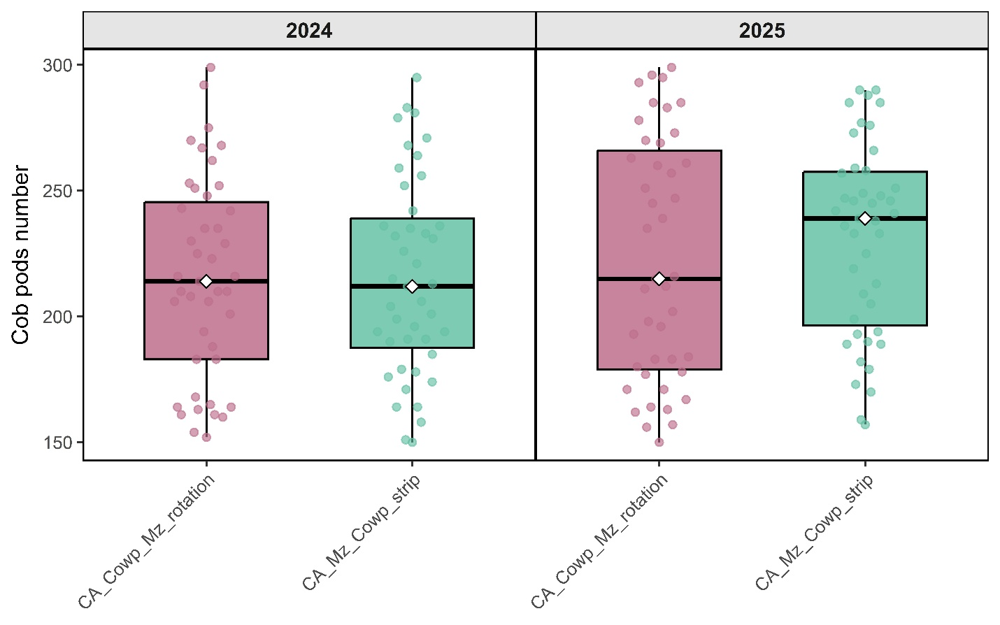 2024
2025
Cob pods number
300
250
200
150
CA_Cowp_Mz_rotation
CA_Mz_Cowp_strip
CA_Cowp_Mz_rotation
CA_Mz_Cowp_strip